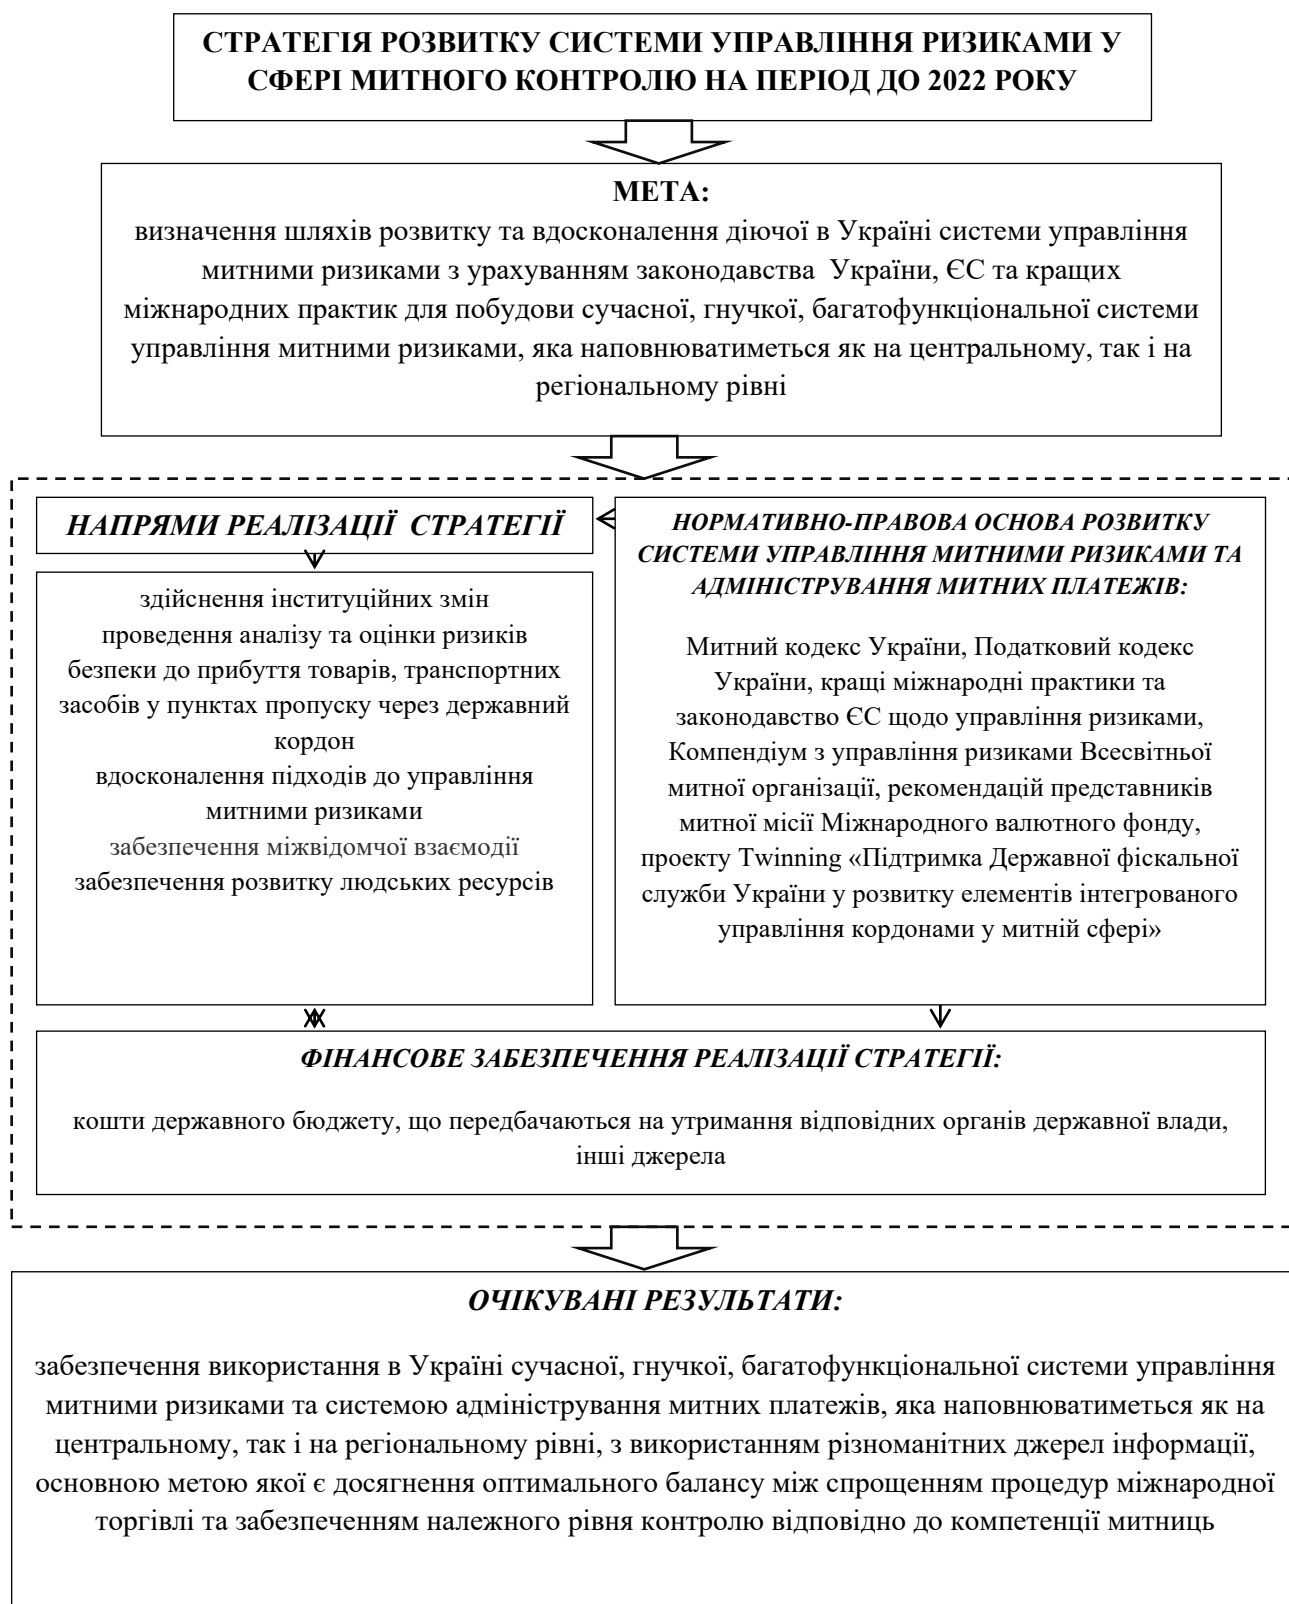 СТРАТЕГІЯ РОЗВИТКУ СИСТЕМИ УПРАВЛІННЯ РИЗИКАМИ У
СФЕРІ МИТНОГО КОНТРОЛЮ НА ПЕРІОД ДО 2022 РОКУ
МЕТА:
визначення шляхів розвитку та вдосконалення діючої в Україні системи управління
митними ризиками з урахуванням законодавства України, ЄС та кращих
міжнародних практик для побудови сучасної, гнучкої, багатофункціональної системи
управління митними ризиками, яка наповнюватиметься як на центральному, так і на
регіональному рівні
НАПРЯМИ РЕАЛІЗАЦІЇ СТРАТЕГІЇ
здійснення інституційних змін
проведення аналізу та оцінки ризиків
безпеки до прибуття товарів, транспортних
засобів у пунктах пропуску через державний
кордон
вдосконалення підходів до управління
митними ризиками
забезпечення міжвідомчої взаємодії
забезпечення розвитку людських ресурсів
НОРМАТИВНО-ПРАВОВА ОСНОВА РОЗВИТКУ
СИСТЕМИ УПРАВЛІННЯ МИТНИМИ РИЗИКАМИ ТА
АДМІНІСТРУВАННЯ МИТНИХ ПЛАТЕЖІВ:
Митний кодекс України, Податковий кодекс
України, кращі міжнародні практики та
законодавство ЄС щодо управління ризиками,
Компендіум з управління ризиками Всесвітньої
митної організації, рекомендацій представників
митної місії Міжнародного валютного фонду,
проекту Twinning «Підтримка Державної фіскальної
служби України у розвитку елементів інтегрованого
управління кордонами у митній сфері»
ФІНАНСОВЕ ЗАБЕЗПЕЧЕННЯ РЕАЛІЗАЦІЇ СТРАТЕГІЇ:
кошти державного бюджету, що передбачаються на утримання відповідних органів державної влади,
інші джерела
ОЧІКУВАНІ РЕЗУЛЬТАТИ:
забезпечення використання в Україні сучасної, гнучкої, багатофункціональної системи управління
митними ризиками та системою адміністрування митних платежів, яка наповнюватиметься як на
центральному, так і на регіональному рівні, з використанням різноманітних джерел інформації,
основною метою якої є досягнення оптимального балансу між спрощенням процедур міжнародної
торгівлі та забезпеченням належного рівня контролю відповідно до компетенції митниць